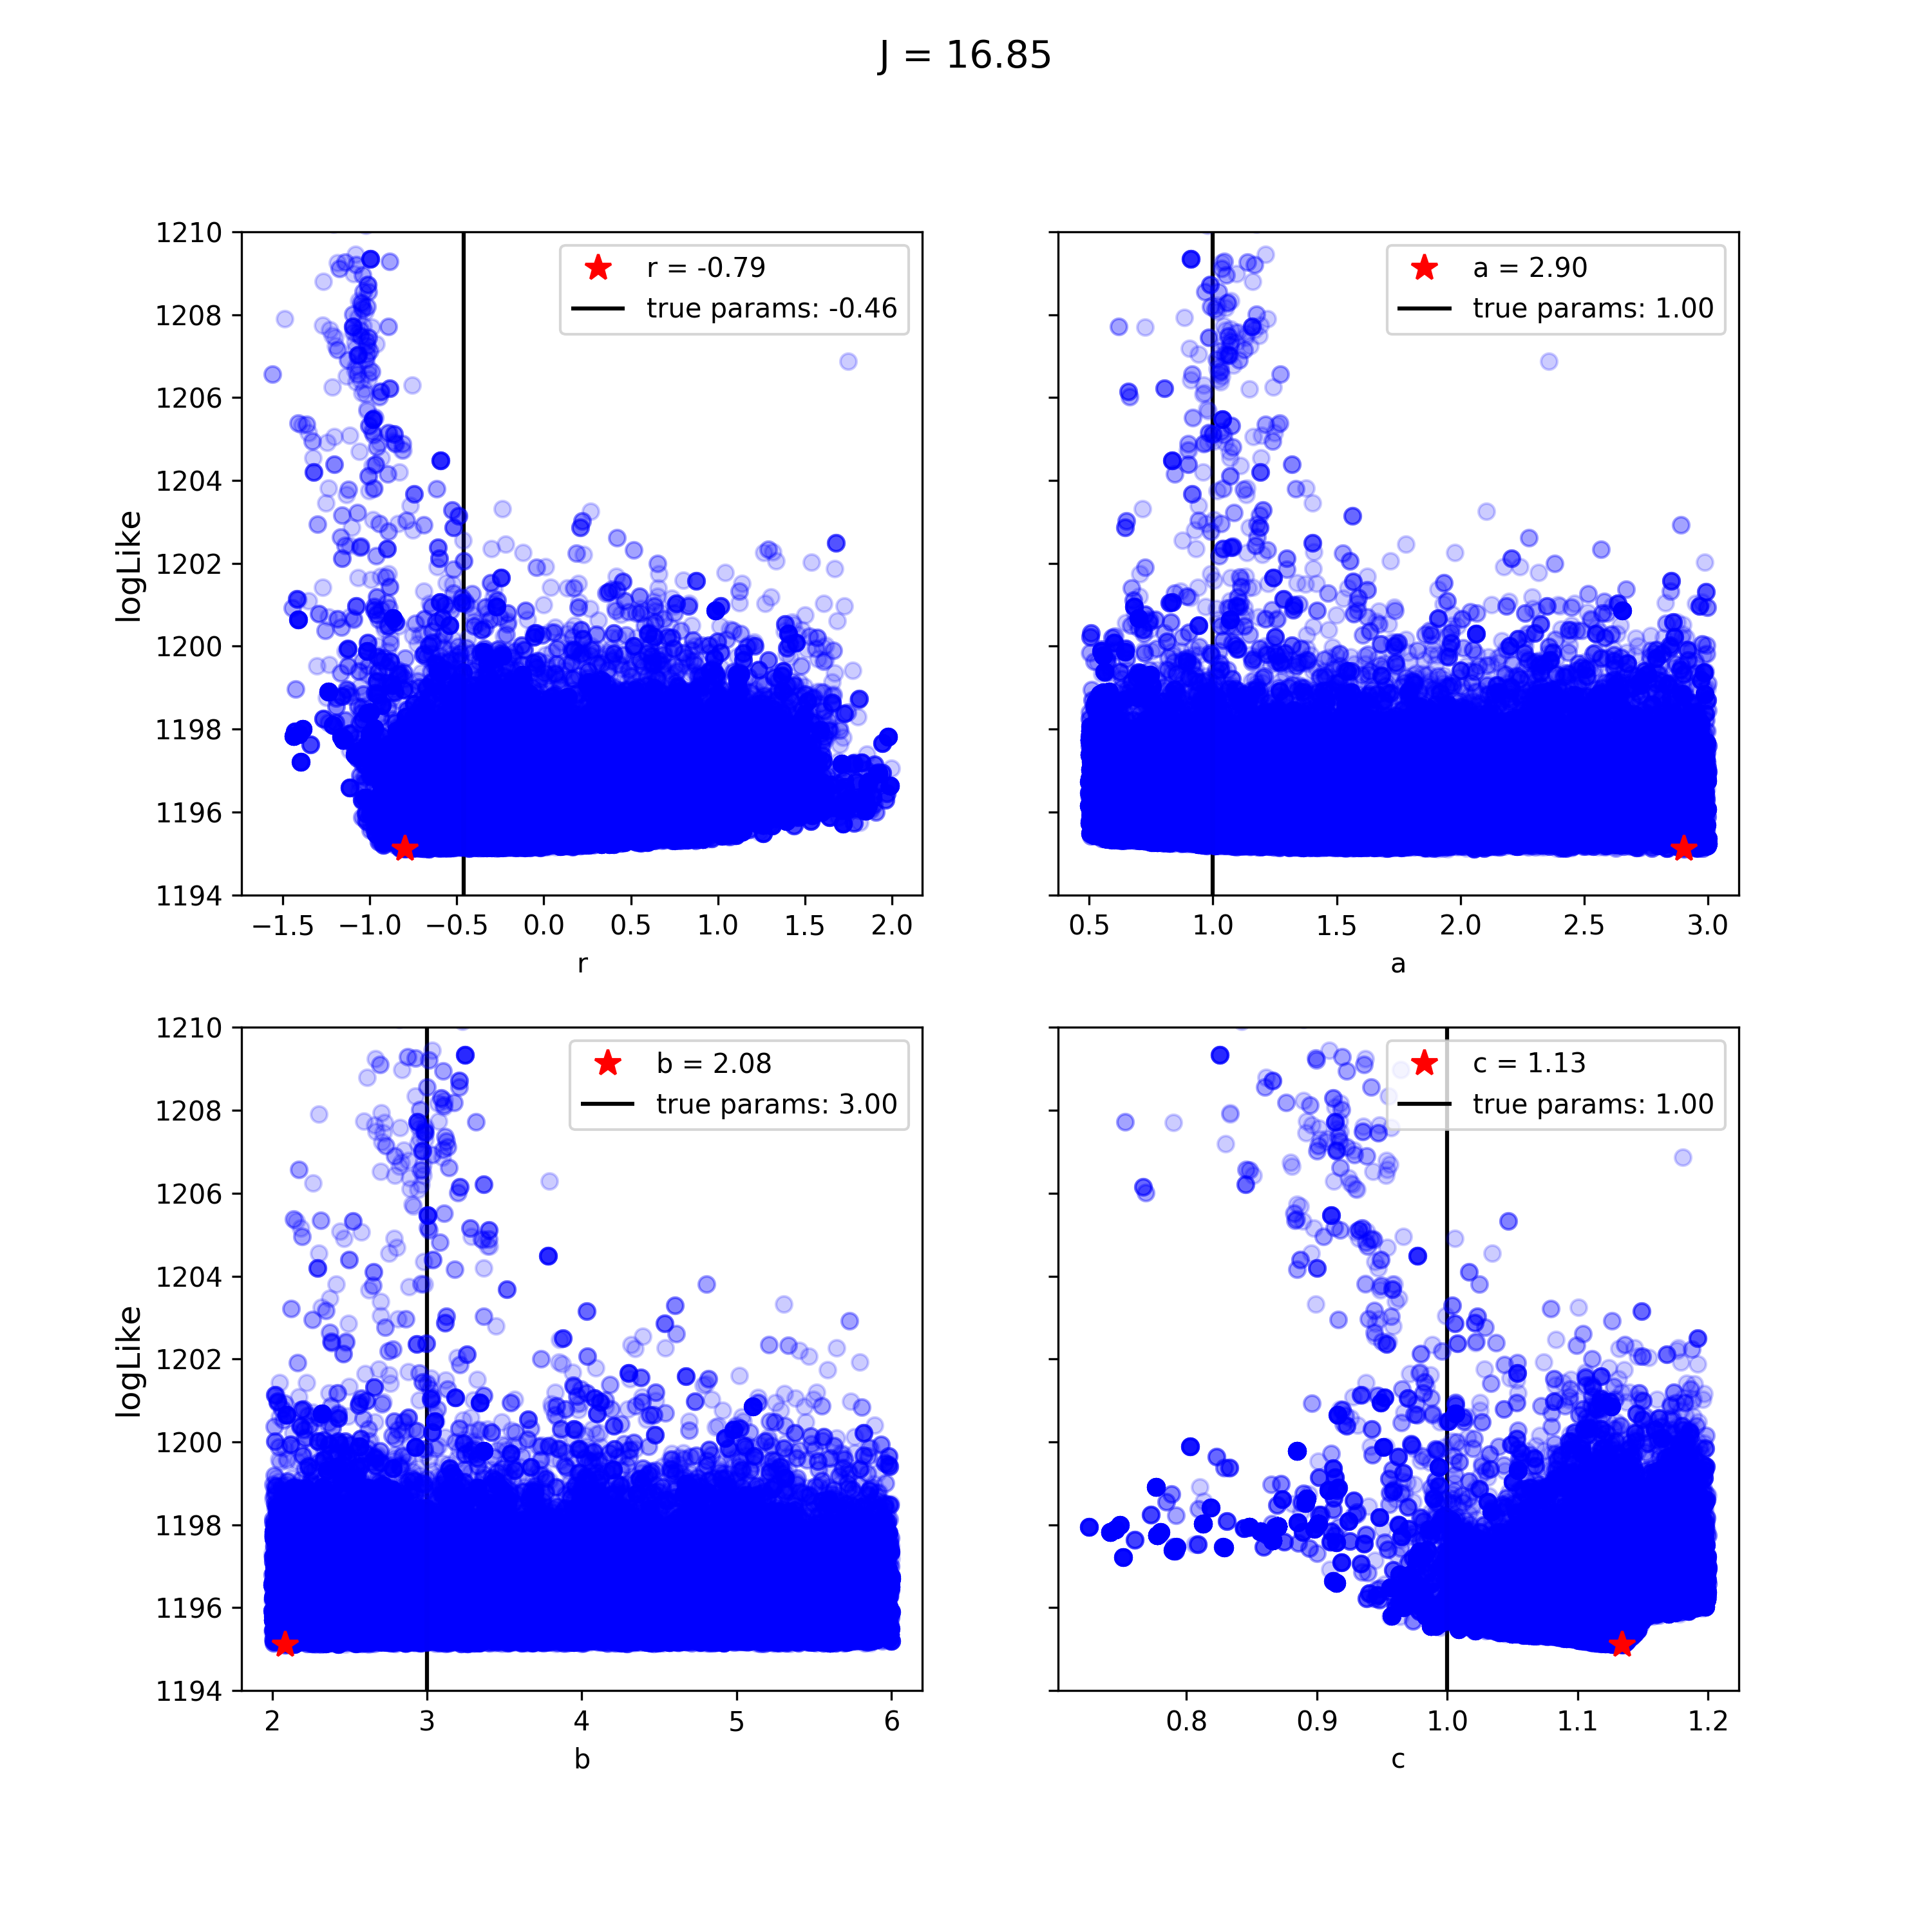 J = 16.85
1210
1208
1206
1204
1202
1200
1198
1196
1194
logLike
r = -0.79
true params: -0.46
−1.5 −1.0 −0.5 0.0 0.5 1.0 1.5 2.0
r
a = 2.90
true params: 1.00
0.5 1.0 1.5 2.0 2.5 3.0
a
1210
1208
1206
1204
1202
1200
1198
1196
1194
logLike
b = 2.08
true params: 3.00
2 3 4 5 6
b
c = 1.13
true params: 1.00
0.8 0.9 1.0 1.1 1.2
c